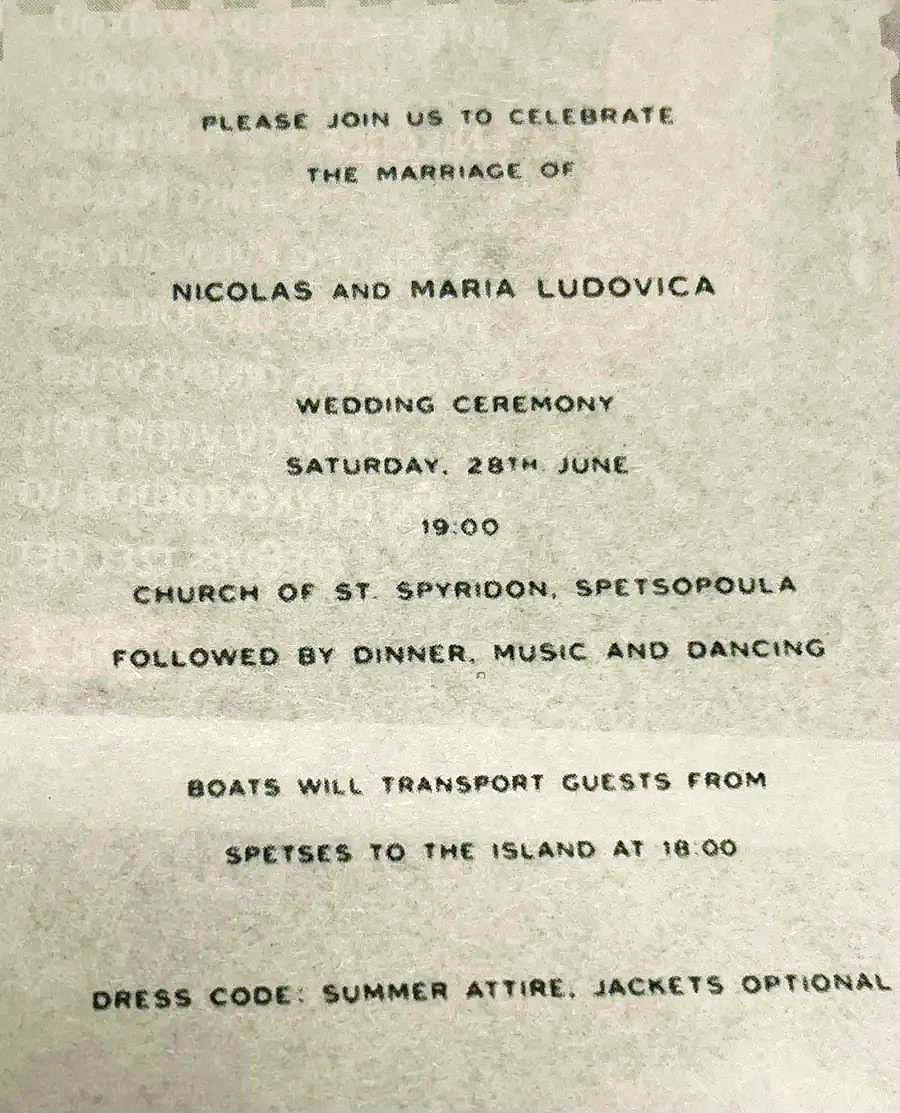 PLEASE JOIN US TO CELEBRATE
THE MARRIAGE OF
NICOLAS AND MARIA LUDOVICA
WEDDING CEREMONY
SATURDAY, 28TH JUNE
19:00
CHURCH OF ST. SPYRIDON, SPETSOPOULA
FOLLOWED BY DINNER, MUSIC AND DANCING
BOATS WILL TRANSPORT GUESTS FROM
SPETSES TO THE ISLAND AT 18:00
DRESS CODE: SUMMER ATTIRE, JACKETS OPTIONAL